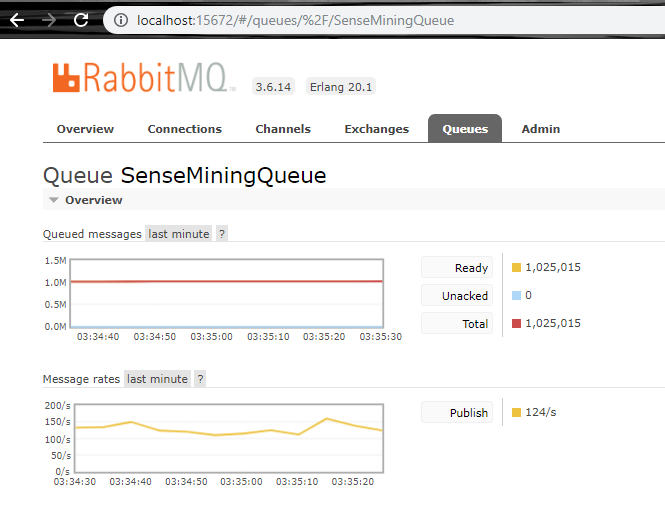 localhost:15672/#/queues/%2F/SenseMiningQueue
RabbitMQ TM 3.6.14 Erlang 20.1
Overview Connections Channels Exchanges Queues Admin
Queue SenseMiningQueue
Overview
Queued messages last minute ?
1.5M
1.0M
0.5M
0.0M
03:34:40 03:34:50 03:35:00 03:35:10 03:35:20 03:35:30
Ready 1,025,015
Unacked 0
Total 1,025,015
Message rates last minute ?
200/s
150/s
100/s
50/s
0/s
03:34:30 03:34:40 03:34:50 03:35:00 03:35:10 03:35:20
Publish 124/s